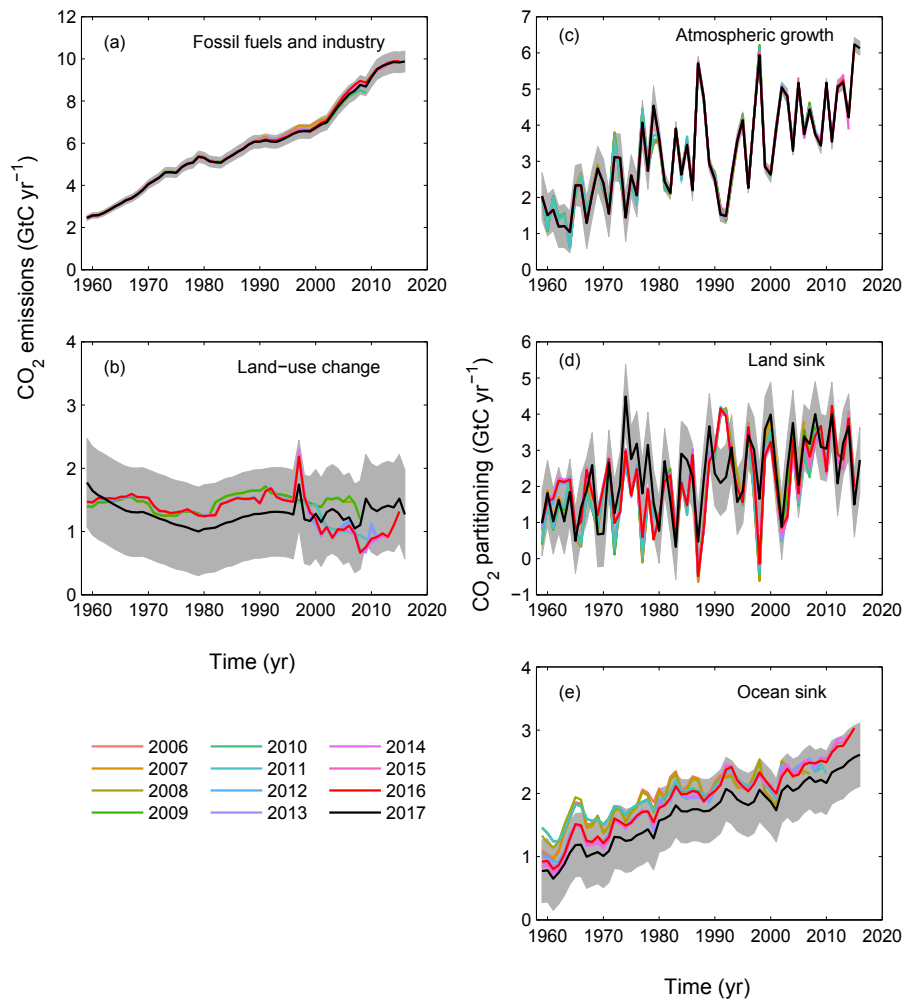 (a) Fossil fuels and industry
12
10
8
6
4
2
0
1960 1970 1980 1990 2000 2010 2020
CO2 emissions (GtC yr−1)
(b) Land−use change
4
3
2
1
0
1960 1970 1980 1990 2000 2010 2020
Time (yr)
2006 2010 2014
2007 2011 2015
2008 2012 2016
2009 2013 2017
(c) Atmospheric growth
7
6
5
4
3
2
1
0
1960 1970 1980 1990 2000 2010 2020
(d) Land sink
6
5
4
3
2
1
0
−1
1960 1970 1980 1990 2000 2010 2020
CO2 partitioning (GtC yr−1)
(e) Ocean sink
4
3
2
1
0
1960 1970 1980 1990 2000 2010 2020
Time (yr)